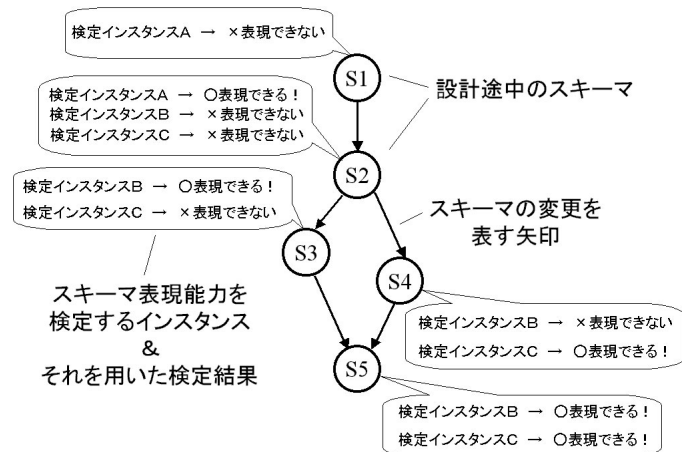 検定インスタンスA → ×表現できない
S1
検定インスタンスA → 〇表現できる！
検定インスタンスB → ×表現できない
検定インスタンスC → ×表現できない
設計途中のスキーマ
S2
検定インスタンスB → 〇表現できる！
検定インスタンスC → ×表現できない
スキーマの変更を
表す矢印
S3
S4
スキーマ表現能力を
検定するインスタンス
&
それを用いた検定結果
検定インスタンスB → ×表現できない
検定インスタンスC → 〇表現できる！
S5
検定インスタンスB → 〇表現できる！
検定インスタンスC → 〇表現できる！